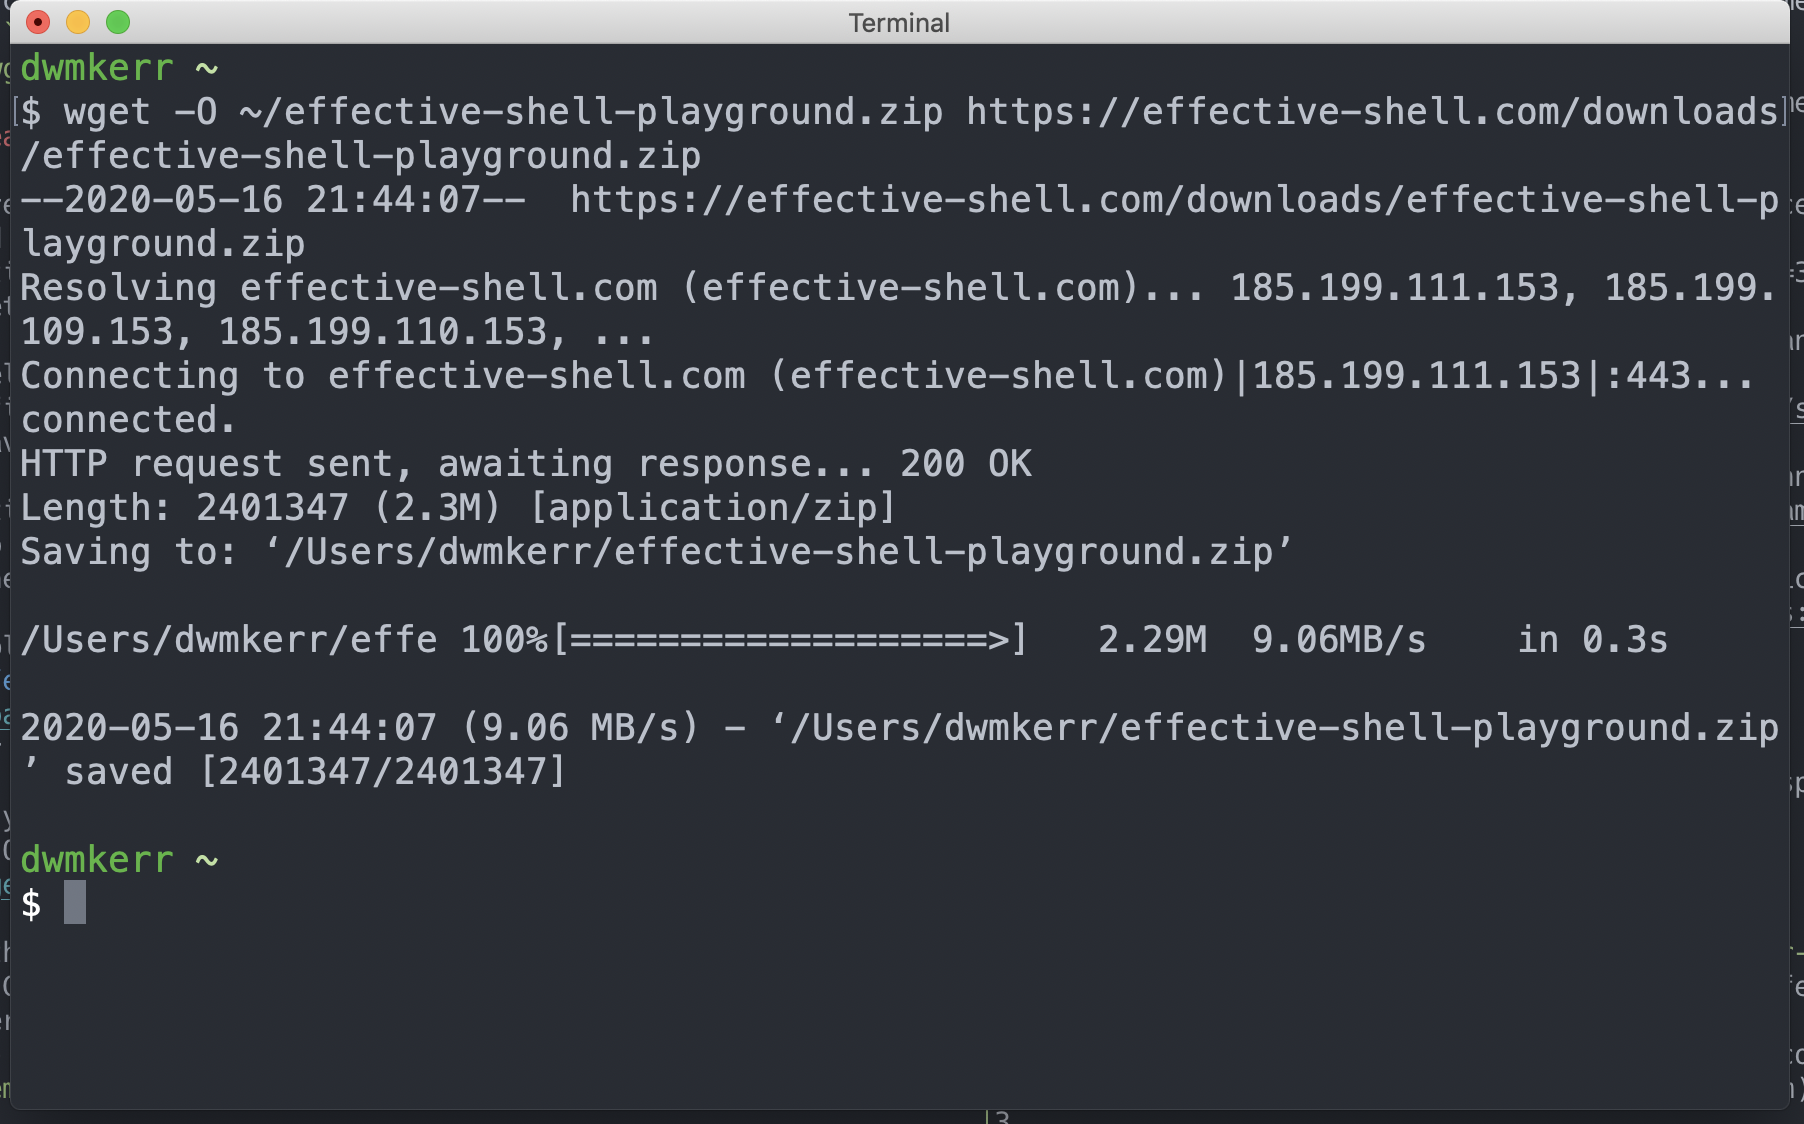 Terminal
dwmkerr ~
[$ wget -O ~/effective-shell-playground.zip https://effective-shell.com/downloads]
/effective-shell-playground.zip
--2020-05-16 21:44:07--  https://effective-shell.com/downloads/effective-shell-p
layground.zip
Resolving effective-shell.com (effective-shell.com)... 185.199.111.153, 185.199.
109.153, 185.199.110.153, ...
Connecting to effective-shell.com (effective-shell.com)|185.199.111.153|:443...
connected.
HTTP request sent, awaiting response... 200 OK
Length: 2401347 (2.3M) [application/zip]
Saving to: ‘/Users/dwmkerr/effective-shell-playground.zip’
/Users/dwmkerr/effe 100%[===================>]   2.29M  9.06MB/s    in 0.3s
2020-05-16 21:44:07 (9.06 MB/s) - ‘/Users/dwmkerr/effective-shell-playground.zip
’ saved [2401347/2401347]
dwmkerr ~
$